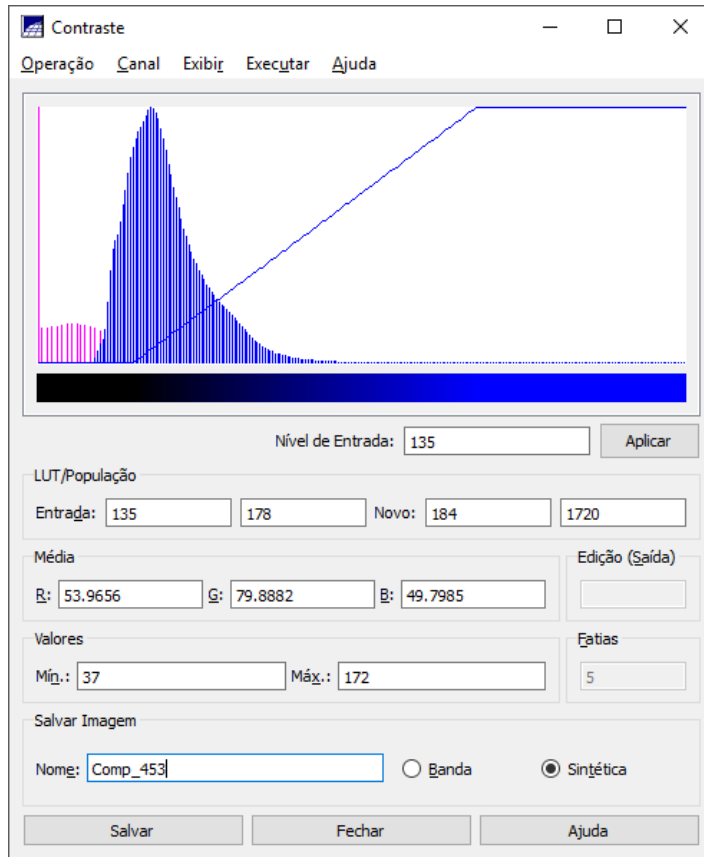 Contraste
Operação Canal Exibir Executar Ajuda
Nível de Entrada: 135 Aplicar
LUT/População
Entrada: 135 178 Novo: 184 1720
Média Edição (Saída)
R: 53.9656 G: 79.8882 B: 49.7985
Valores Fatias
Mín.: 37 Máx.: 172 5
Salvar Imagem
Nome: Comp_453 Banda Sintética
Salvar Fechar Ajuda